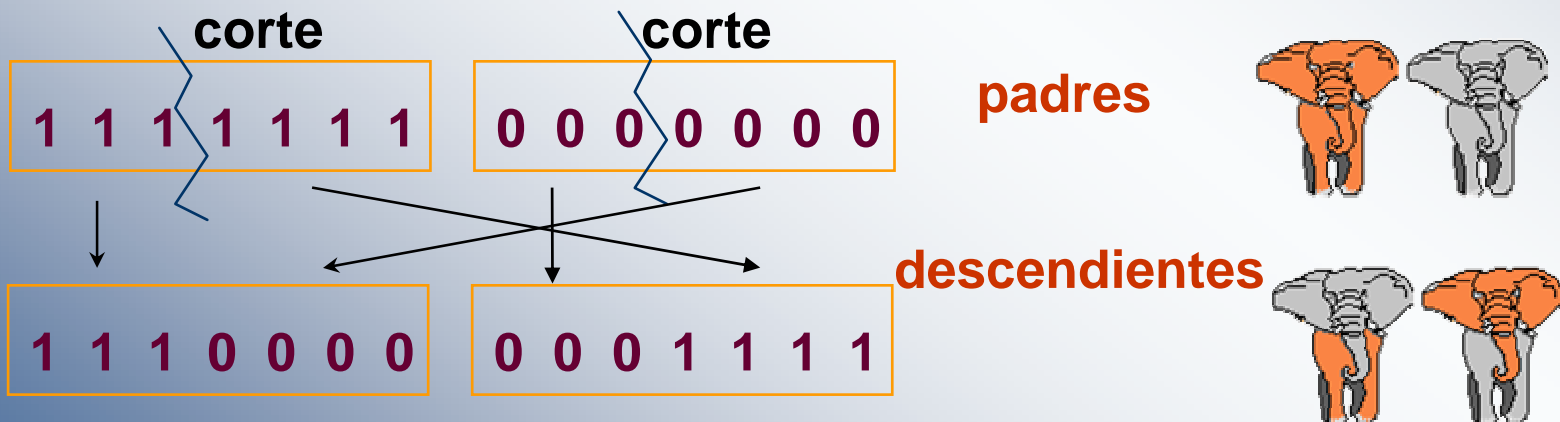 corte corte
1 1 1 1 1 1 1 0 0 0 0 0 0 0
padres
descendientes
1 1 1 0 0 0 0 0 0 0 1 1 1 1